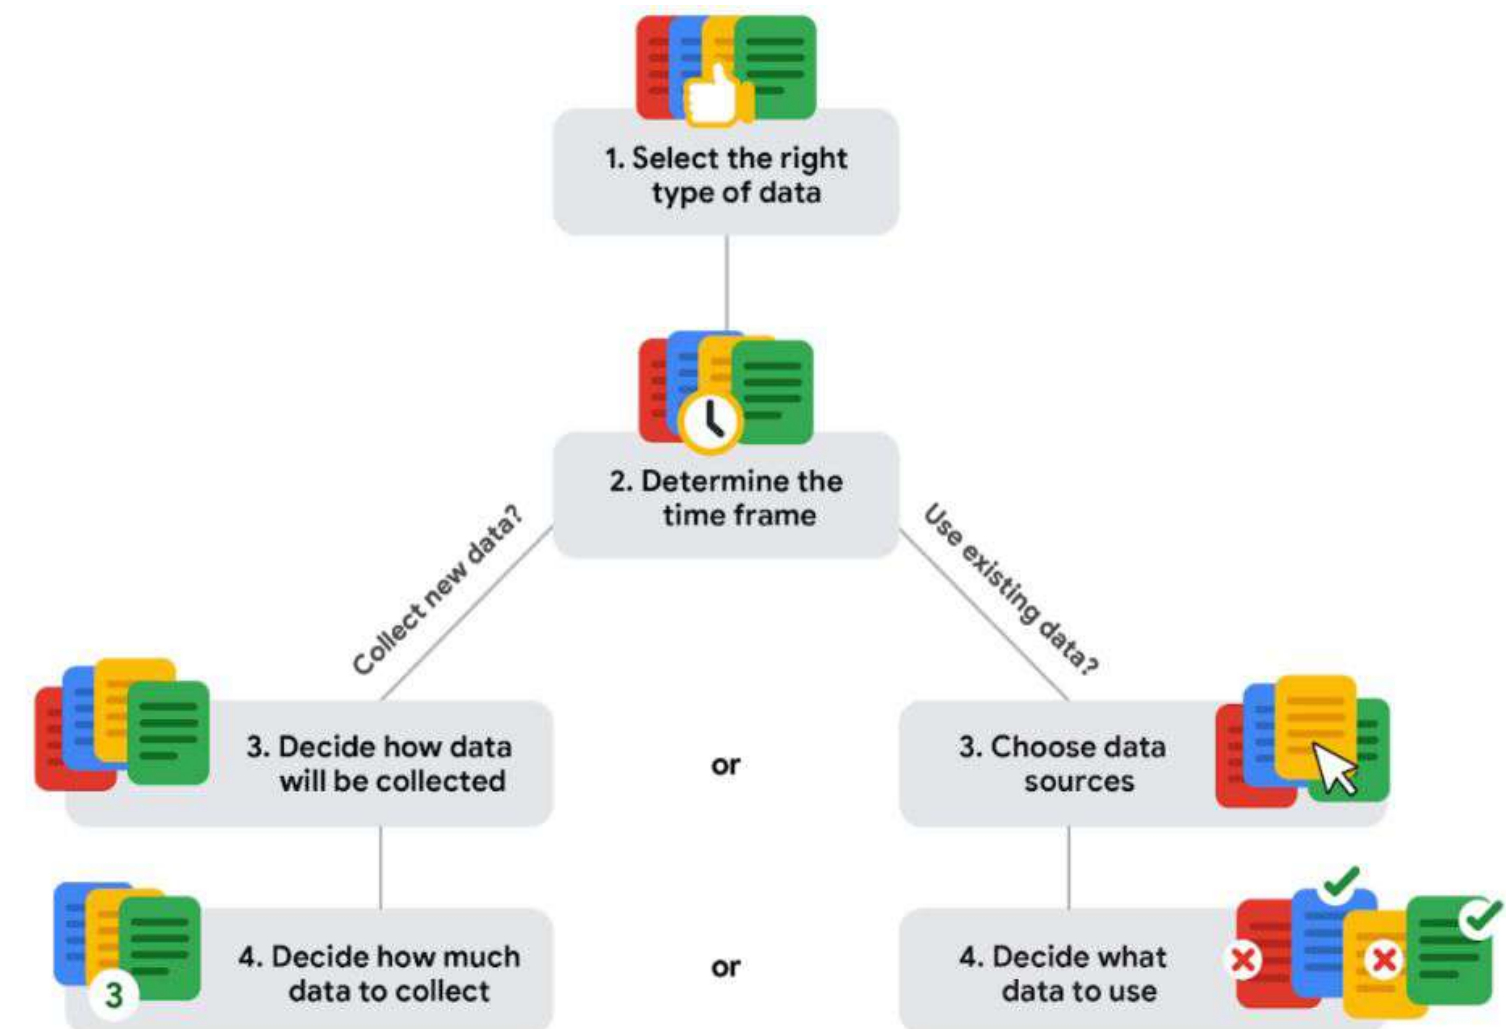 1. Select the right
type of data
2. Determine the
time frame
Collect new data?
Use existing data?
3. Decide how data
will be collected
or
3. Choose data
sources
4. Decide how much
data to collect
3
or
4. Decide what
data to use